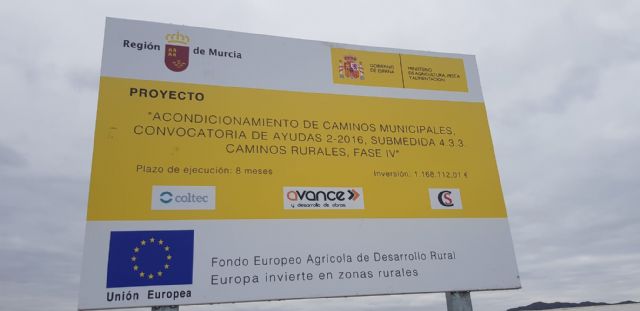 Región de Murcia
GOBIERNO DE ESPAÑA
MINISTERIO DE AGRICULTURA, PESCA Y ALIMENTACIÓN
PROYECTO
"ACONDICIONAMIENTO DE CAMINOS MUNICIPALES,
CONVOCATORIA DE AYUDAS 2-2016, SUBMEDIDA 4.3.3.
CAMINOS RURALES, FASE IV"
Plazo de ejecución: 8 meses Inversión: 1.168.112,01 €
coltec avance CS
y desarrollo de obras
Fondo Europeo Agrícola de Desarrollo Rural
Europa invierte en zonas rurales
Unión Europea